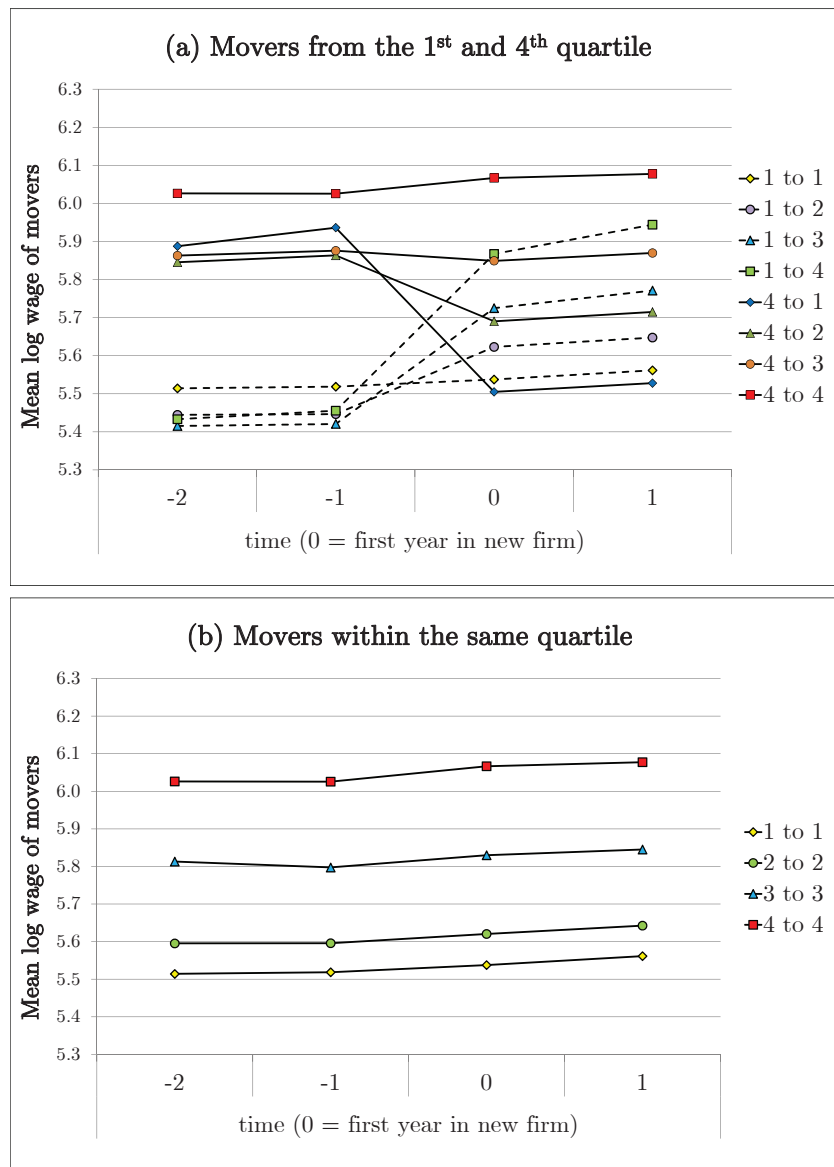 (a) Movers from the 1st and 4th quartile
Mean log wage of movers
6.3
6.2
6.1
6.0
5.9
5.8
5.7
5.6
5.5
5.4
5.3
-2 -1 0 1
time (0 = first year in new firm)
1 to 1
1 to 2
1 to 3
1 to 4
4 to 1
4 to 2
4 to 3
4 to 4
(b) Movers within the same quartile
Mean log wage of movers
6.3
6.2
6.1
6.0
5.9
5.8
5.7
5.6
5.5
5.4
5.3
-2 -1 0 1
time (0 = first year in new firm)
1 to 1
2 to 2
3 to 3
4 to 4